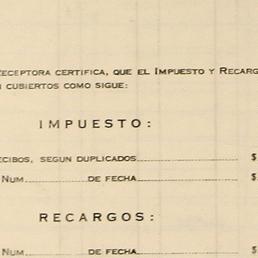 RECEPTORA CERTIFICA, QUE EL IMPUESTO Y RECARG
CUBIERTOS COMO SIGUE:
IMPUESTO:
ECIBOS, SEGUN DUPLICADOS $
NUM DE FECHA $
RECARGOS:
NUM DE FECHA $